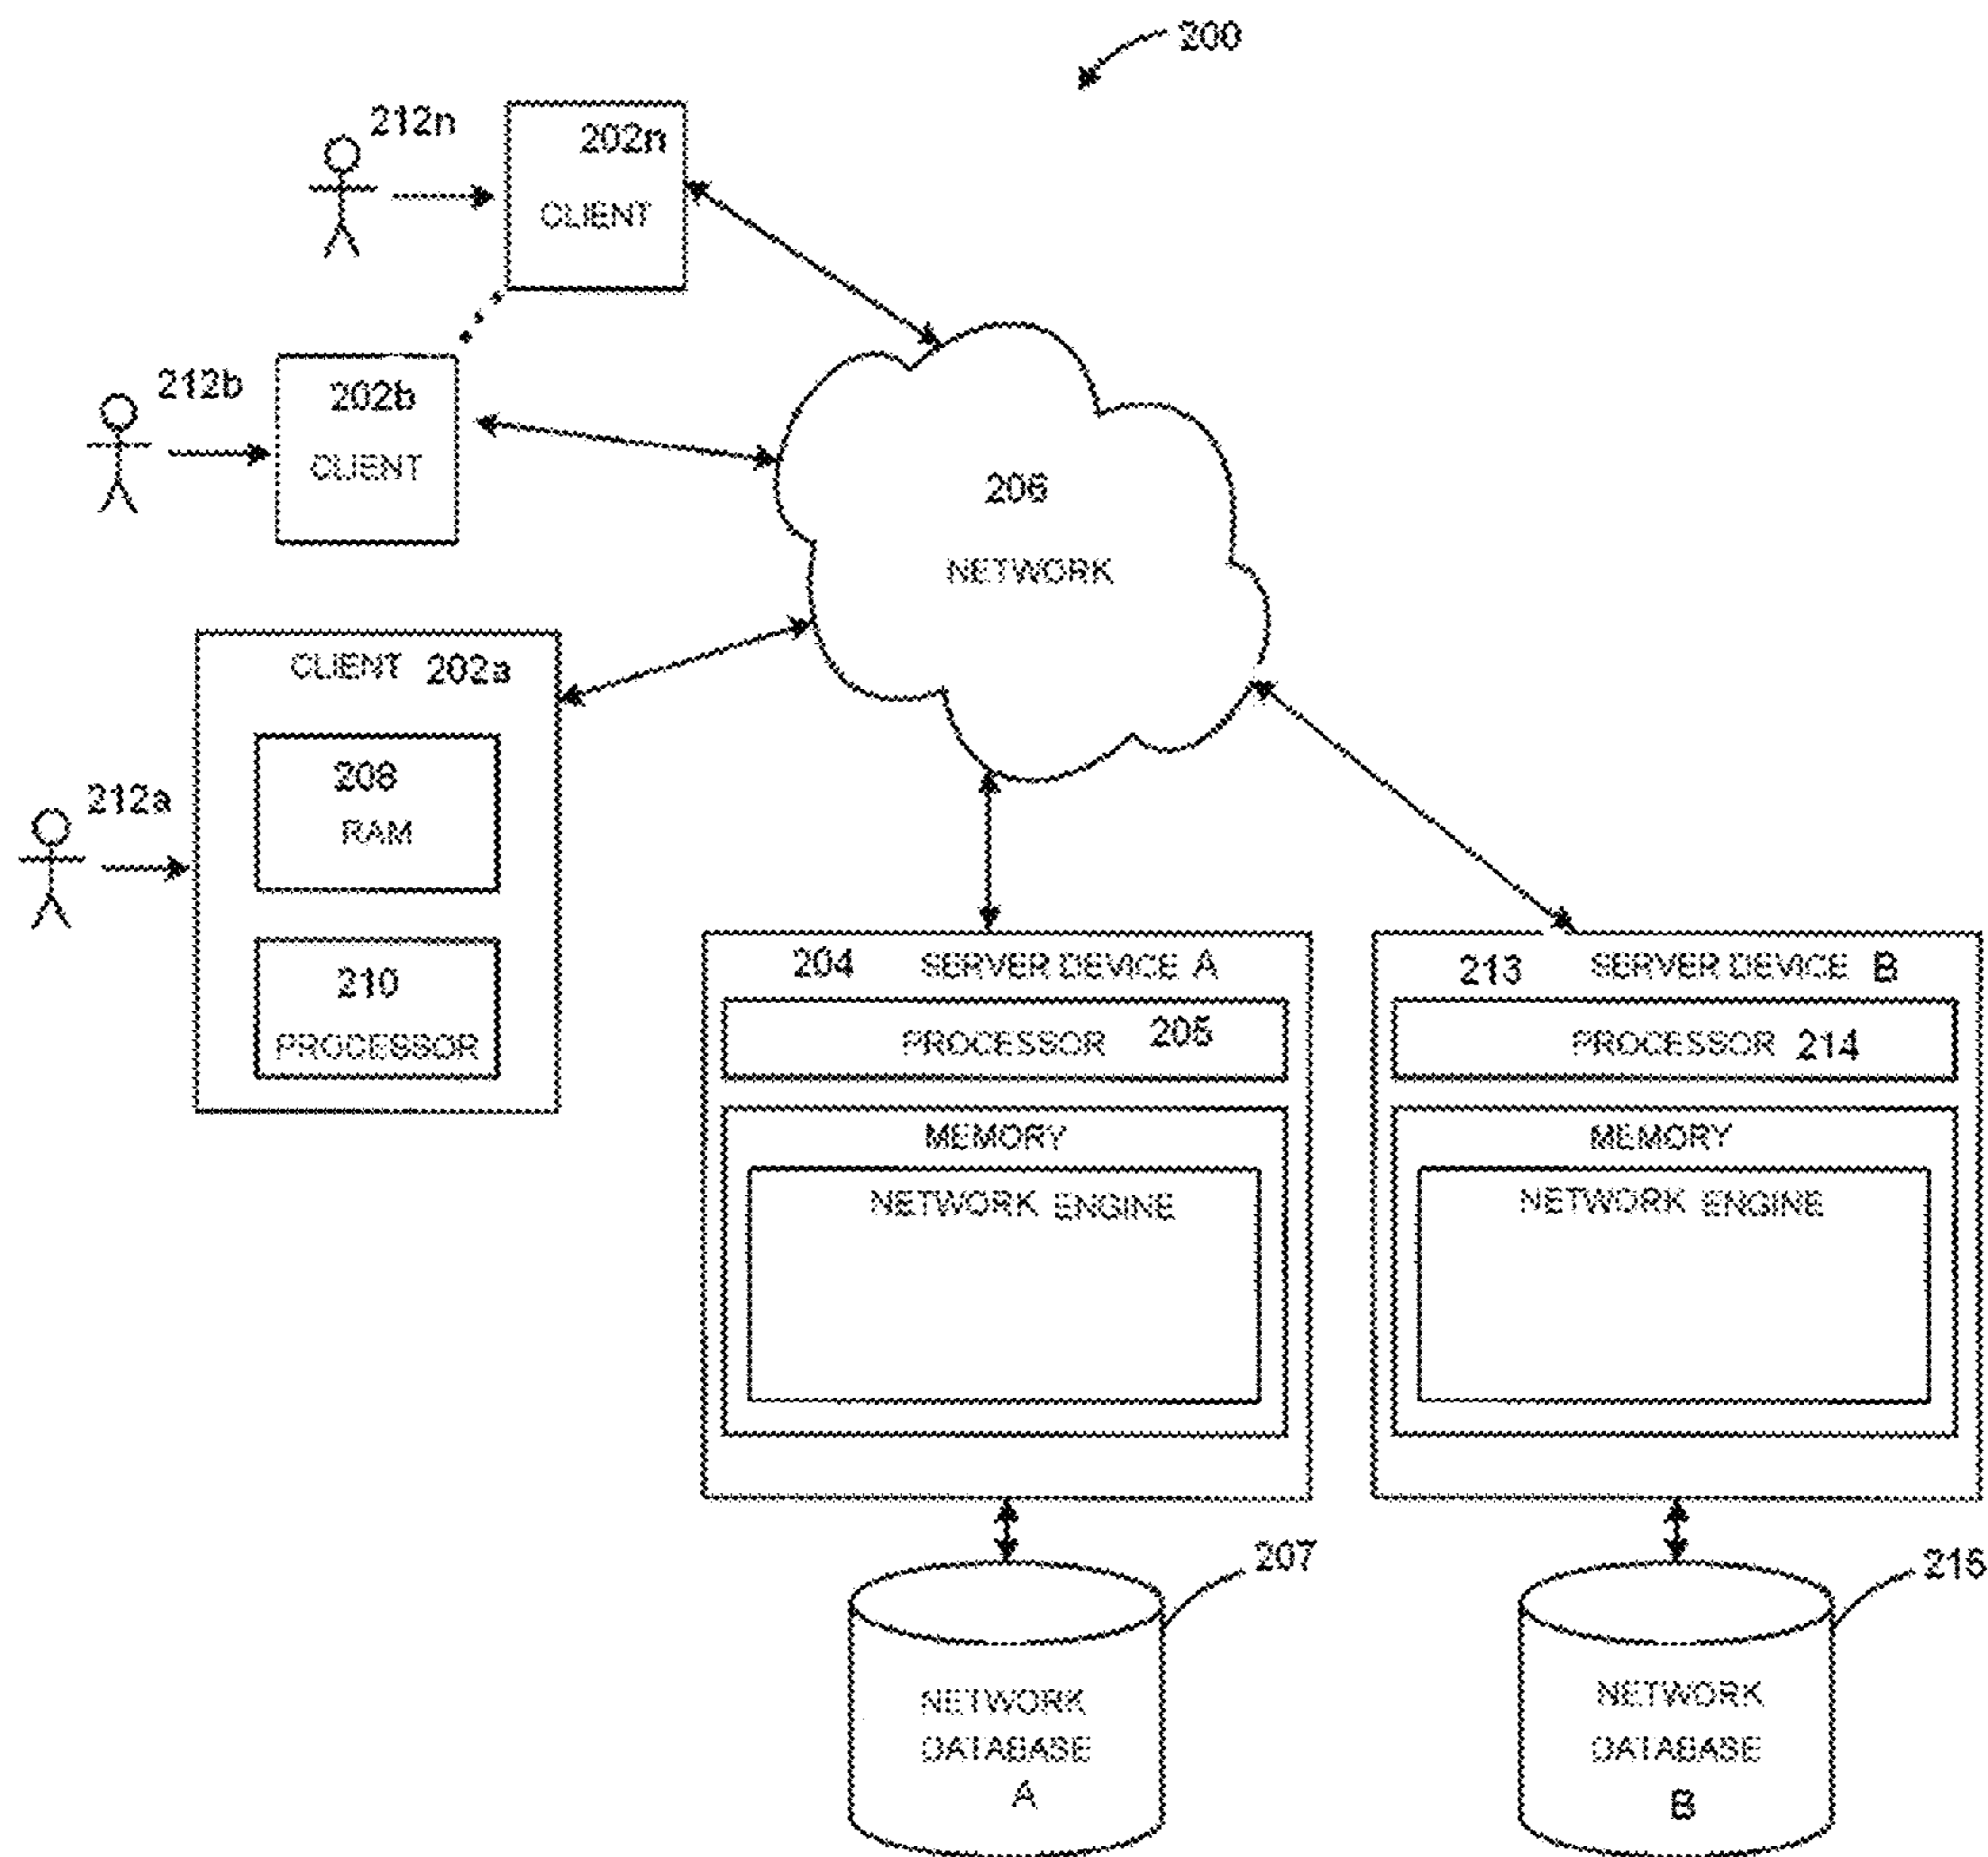 200
212n
202n
CLIENT
212b
202b
CLIENT
206
NETWORK
CLIENT 202a
208
RAM
212a
210
PROCESSOR
204 SERVER DEVICE A
PROCESSOR 205
MEMORY
NETWORK ENGINE
213 SERVER DEVICE B
PROCESSOR 214
MEMORY
NETWORK ENGINE
207
NETWORK
DATABASE
A
215
NETWORK
DATABASE
B